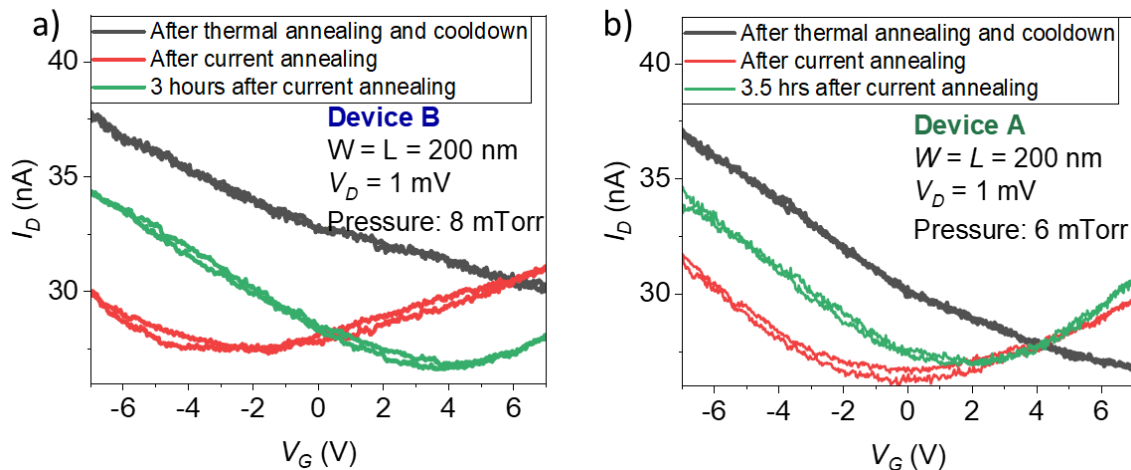 a)
After thermal annealing and cooldown
After current annealing
3 hours after current annealing
Device B
W = L = 200 nm
V_D = 1 mV
Pressure: 8 mTorr
40
35
30
I_D (nA)
-6 -4 -2 0 2 4 6
V_G (V)
b)
After thermal annealing and cooldown
After current annealing
3.5 hrs after current annealing
Device A
W = L = 200 nm
V_D = 1 mV
Pressure: 6 mTorr
40
35
30
I_D (nA)
-6 -4 -2 0 2 4 6
V_G (V)